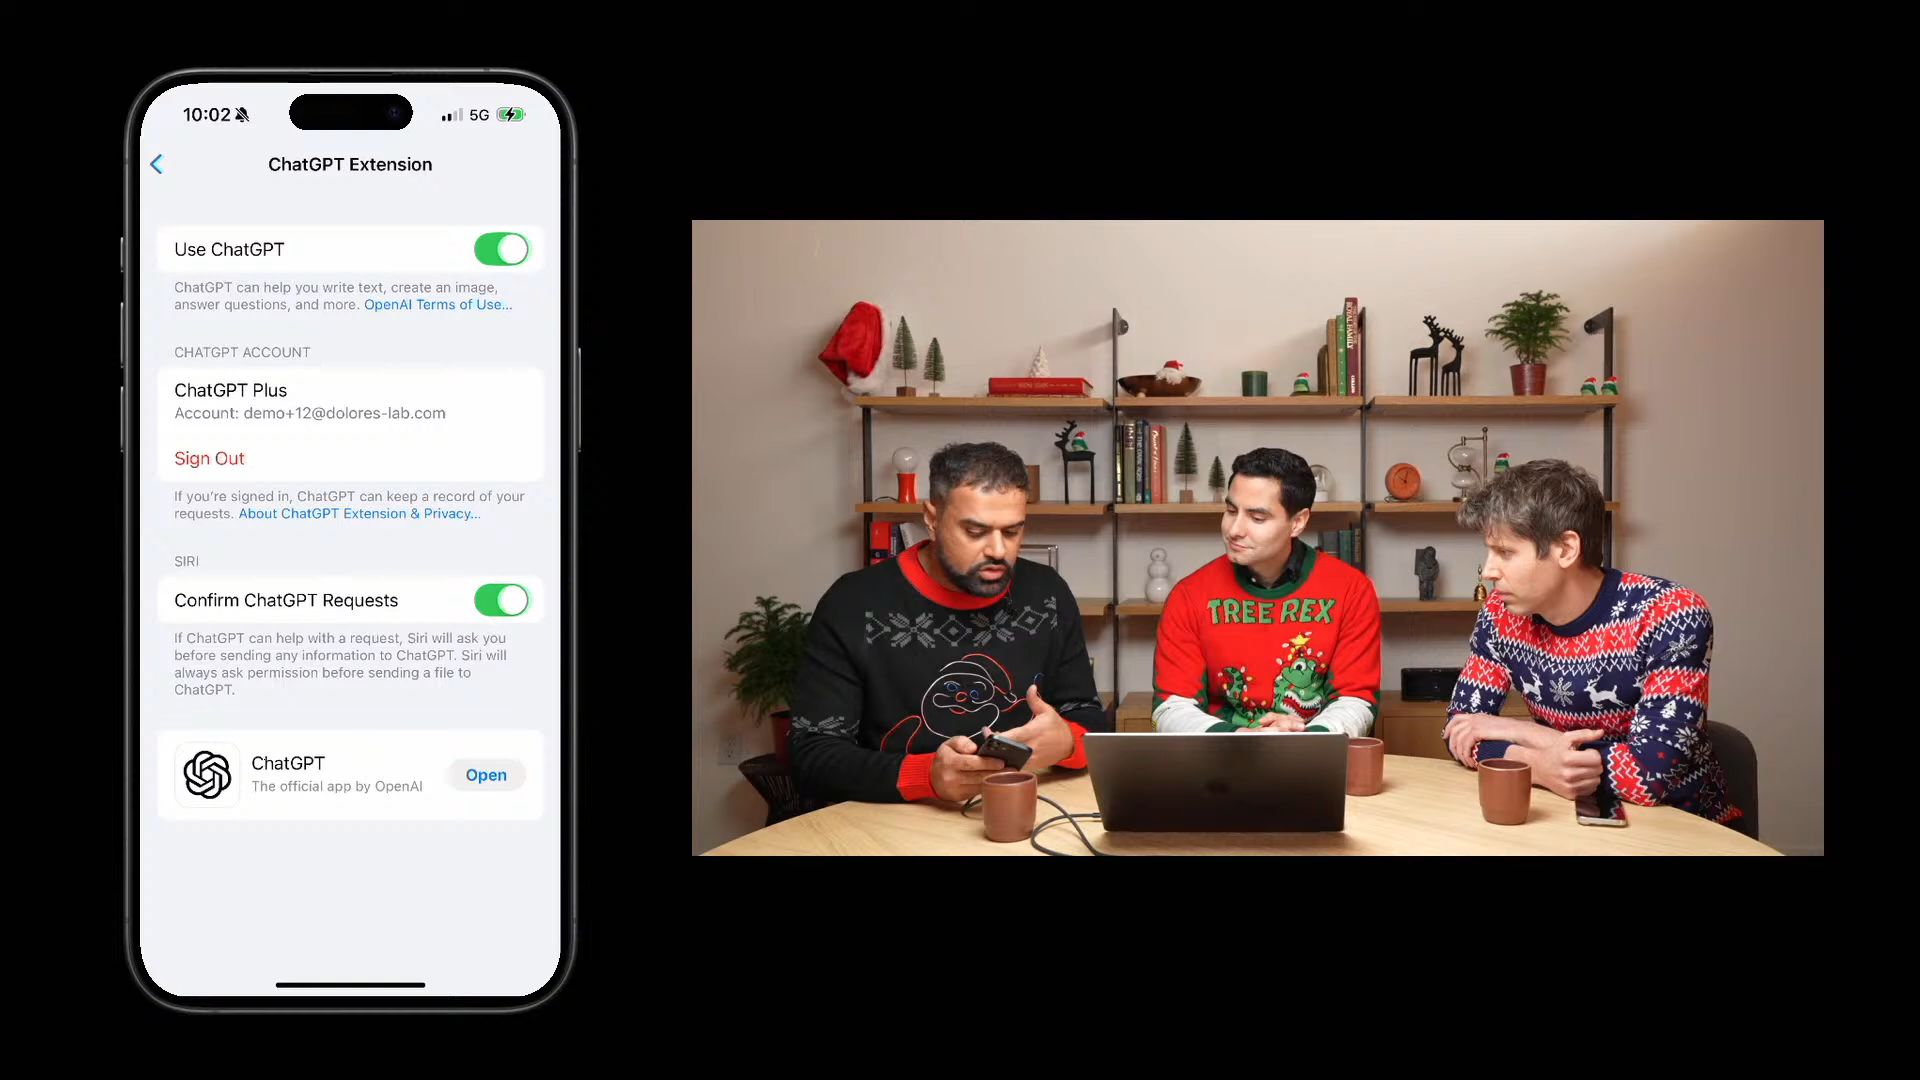 10:02
5G
ChatGPT Extension
Use ChatGPT
ChatGPT can help you write text, create an image,
answer questions, and more. OpenAI Terms of Use...
CHATGPT ACCOUNT
ChatGPT Plus
Account: demo+12@dolores-lab.com
Sign Out
If you're signed in, ChatGPT can keep a record of your
requests. About ChatGPT Extension & Privacy...
SIRI
Confirm ChatGPT Requests
If ChatGPT can help with a request, Siri will ask you
before sending any information to ChatGPT. Siri will
always ask permission before sending a file to
ChatGPT.
ChatGPT
The official app by OpenAI
Open
ROYAL FAMILY
TREE REX